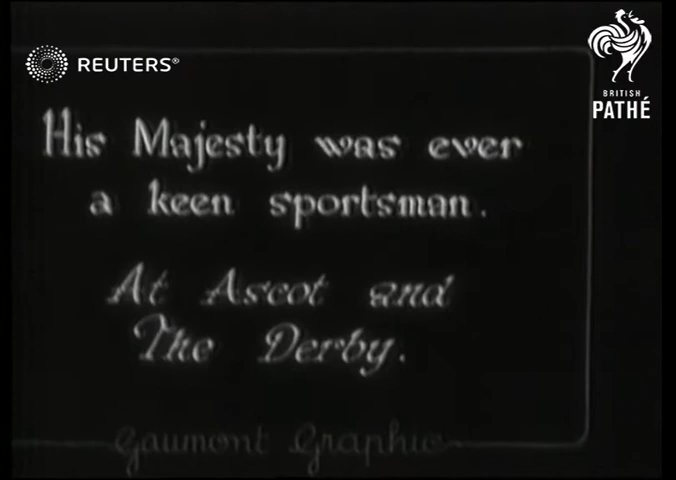 REUTERS®
BRITISH
PATHÉ
His Majesty was ever
a keen sportsman.
At Ascot and
The Derby.
Gaumont Graphic